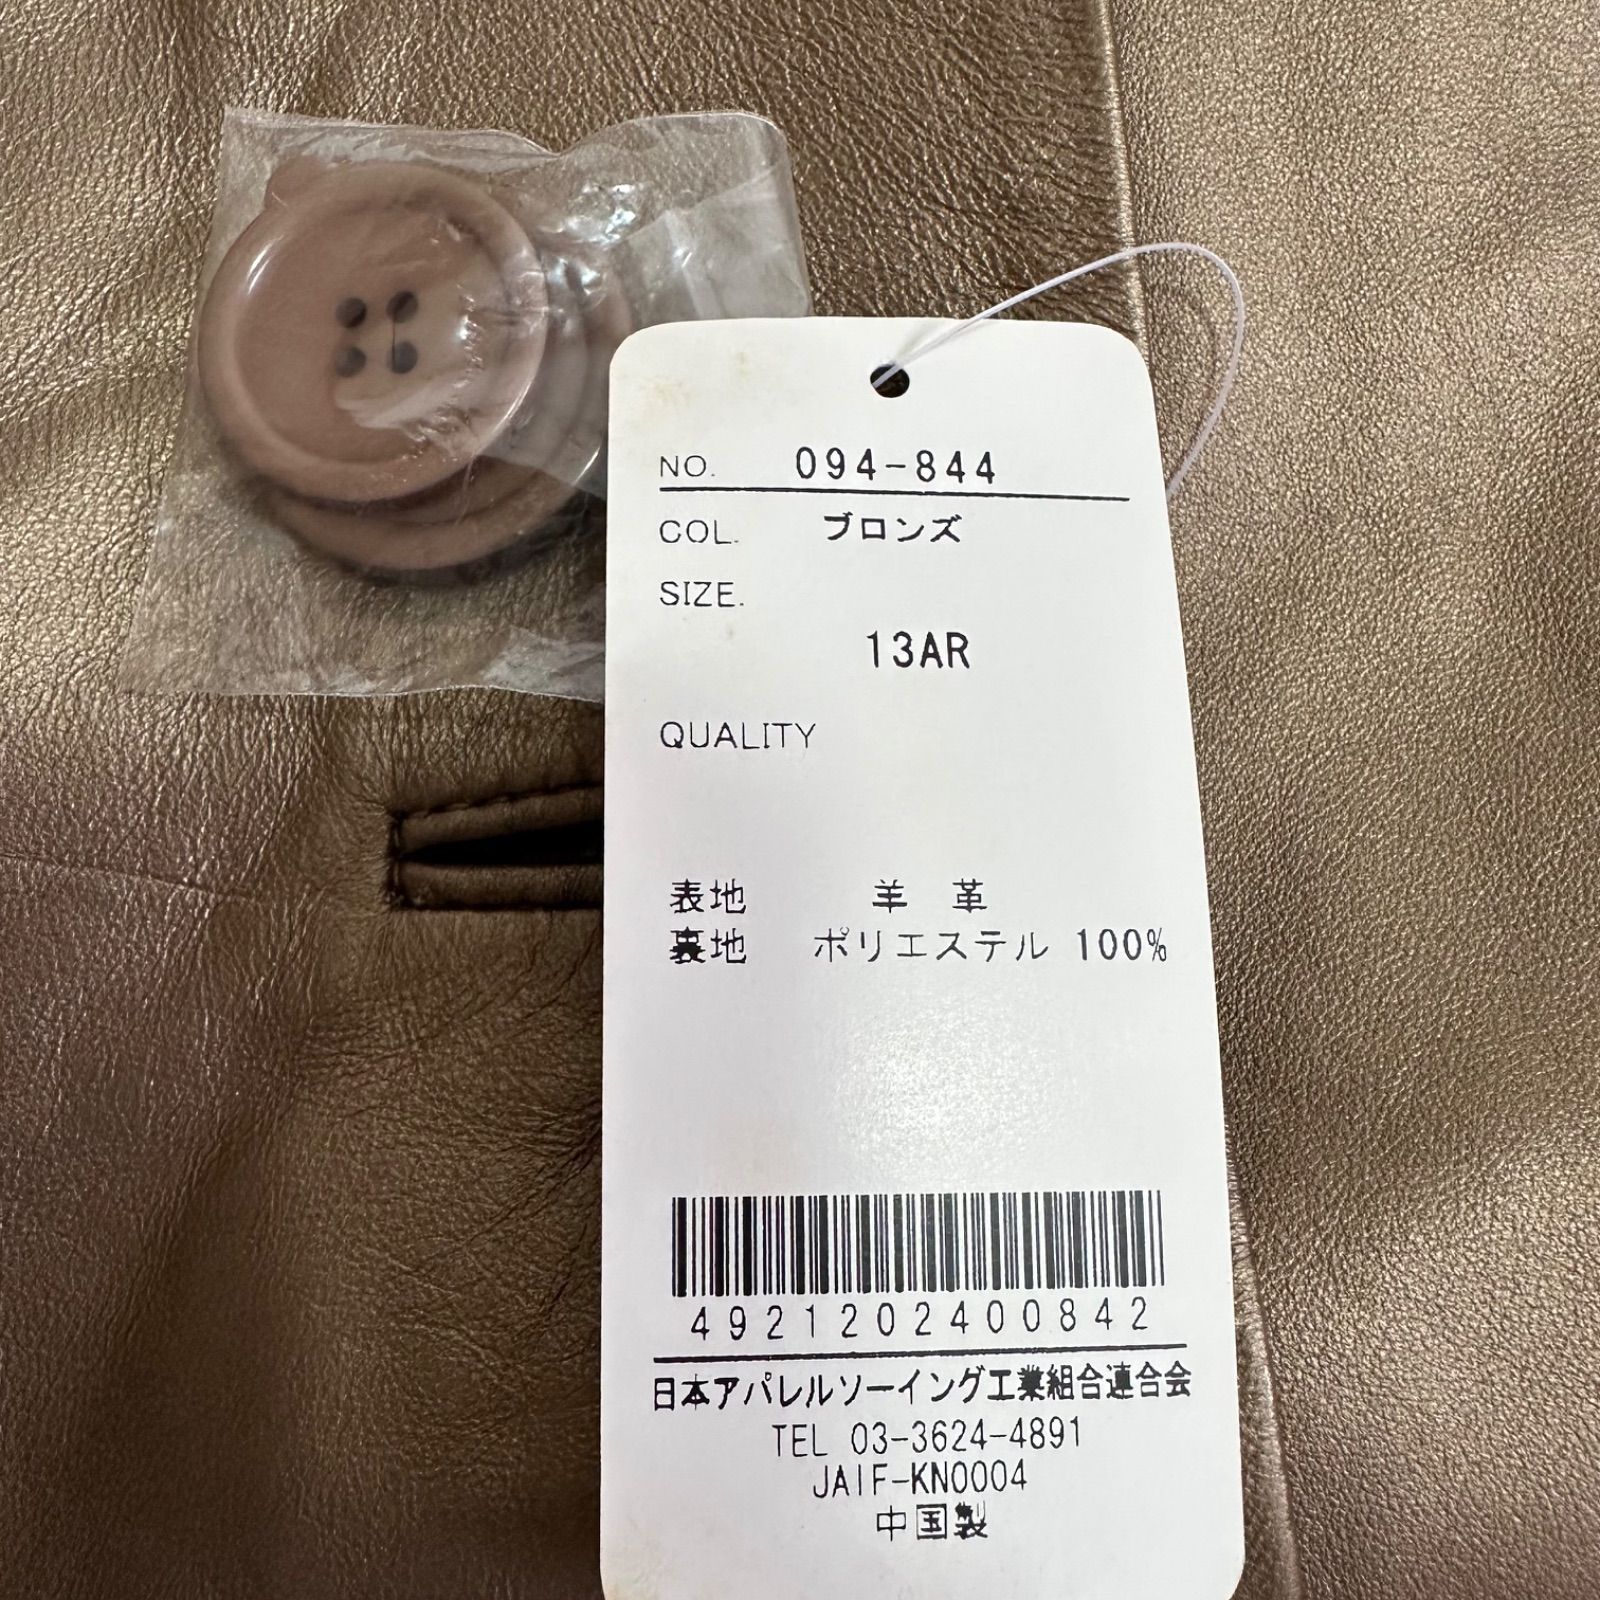 NO. 094-844
COL. ブロンズ
SIZE.
13AR
QUALITY
表地 羊 革
裏地 ポリエステル 100%
4921202400842
日本アパレルソーイング工業組合連合会
TEL 03-3624-4891
JAIF-KN0004
中国製